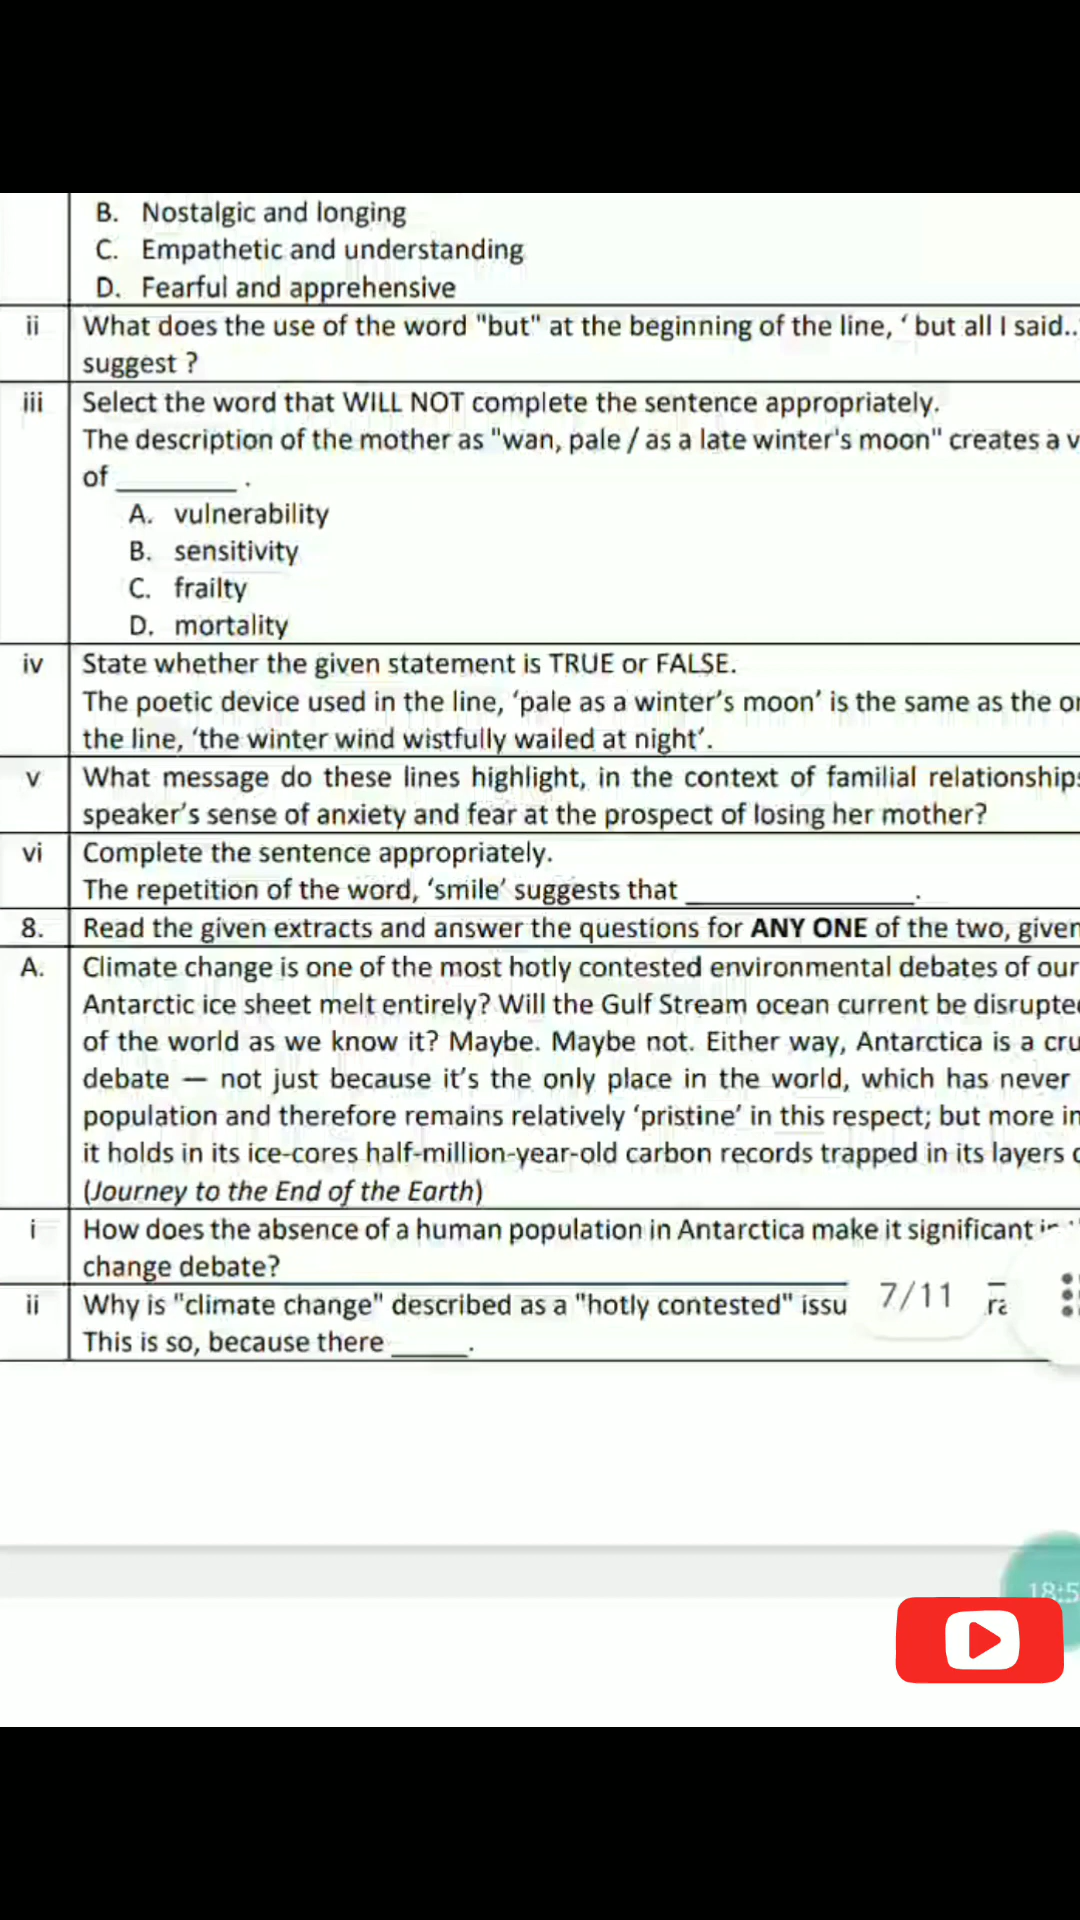 B. Nostalgic and longing
C. Empathetic and understanding
D. Fearful and apprehensive
ii What does the use of the word "but" at the beginning of the line, ‘ but all I said..
suggest ?
iii Select the word that WILL NOT complete the sentence appropriately.
The description of the mother as "wan, pale / as a late winter's moon" creates a
of ________ .
A. vulnerability
B. sensitivity
C. frailty
D. mortality
iv State whether the given statement is TRUE or FALSE.
The poetic device used in the line, ‘pale as a winter’s moon’ is the same as the
the line, ‘the winter wind wistfully wailed at night’.
v What message do these lines highlight, in the context of familial relationships
speaker’s sense of anxiety and fear at the prospect of losing her mother?
vi Complete the sentence appropriately.
The repetition of the word, ‘smile’ suggests that _______________.
8. Read the given extracts and answer the questions for ANY ONE of the two, given
A. Climate change is one of the most hotly contested environmental debates of our
Antarctic ice sheet melt entirely? Will the Gulf Stream ocean current be disrupted
of the world as we know it? Maybe. Maybe not. Either way, Antarctica is a
debate — not just because it’s the only place in the world, which has never
population and therefore remains relatively ‘pristine’ in this respect; but more
it holds in its ice-cores half-million-year-old carbon records trapped in its layers
(Journey to the End of the Earth)
i How does the absence of a human population in Antarctica make it significant
change debate?
ii Why is "climate change" described as a "hotly contested"
7/11
This is so, because there _____.
18:5